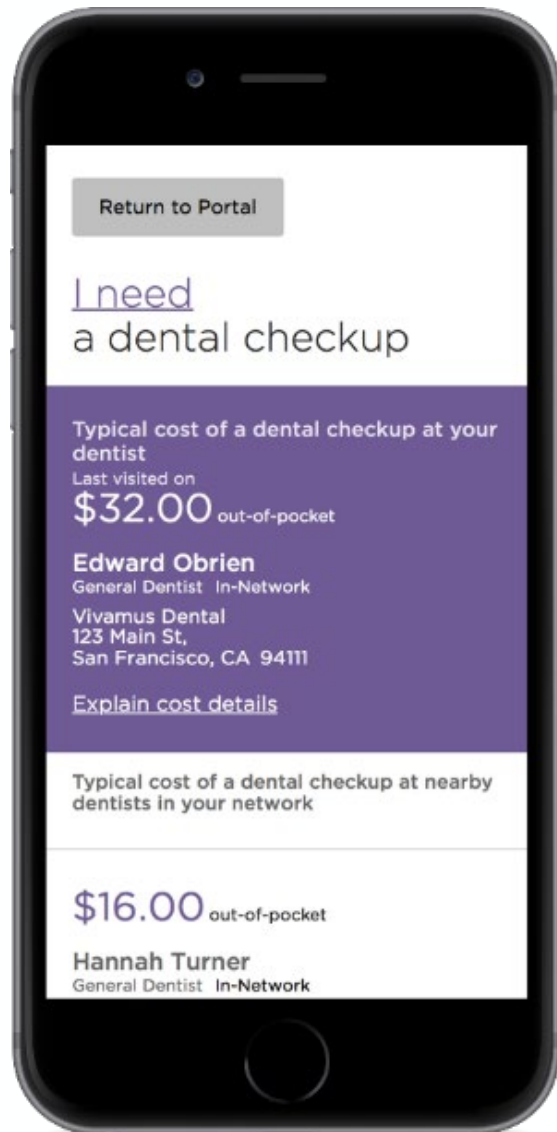 Return to Portal
I need
a dental checkup
Typical cost of a dental checkup at your
dentist
Last visited on
$32.00 out-of-pocket
Edward Obrien
General Dentist In-Network
Vivamus Dental
123 Main St,
San Francisco, CA 94111
Explain cost details
Typical cost of a dental checkup at nearby
dentists in your network
$16.00 out-of-pocket
Hannah Turner
General Dentist In-Network